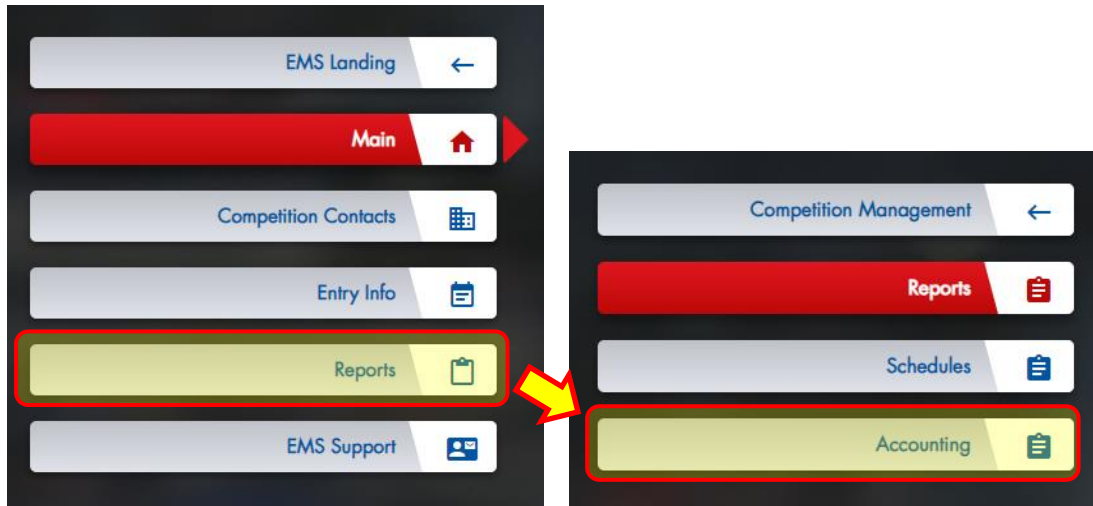 EMS Landing
Main
Competition Contacts
Entry Info
Reports
EMS Support
Competition Management
Reports
Schedules
Accounting